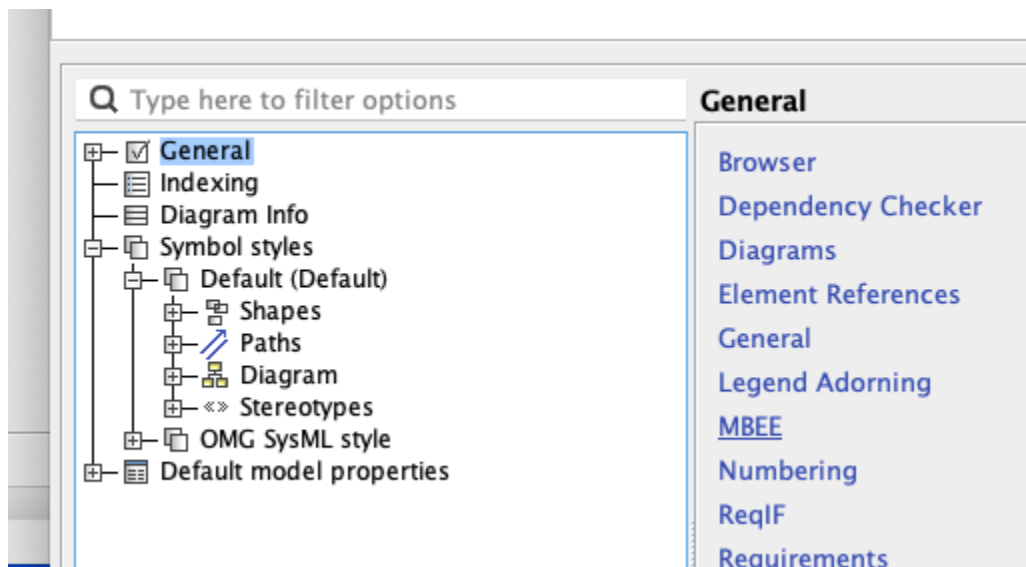 Type here to filter options
General
Indexing
Diagram Info
Symbol styles
Default (Default)
Shapes
Paths
Diagram
«» Stereotypes
OMG SysML style
Default model properties
General
Browser
Dependency Checker
Diagrams
Element References
General
Legend Adorning
MBEE
Numbering
ReqIF
Requirements